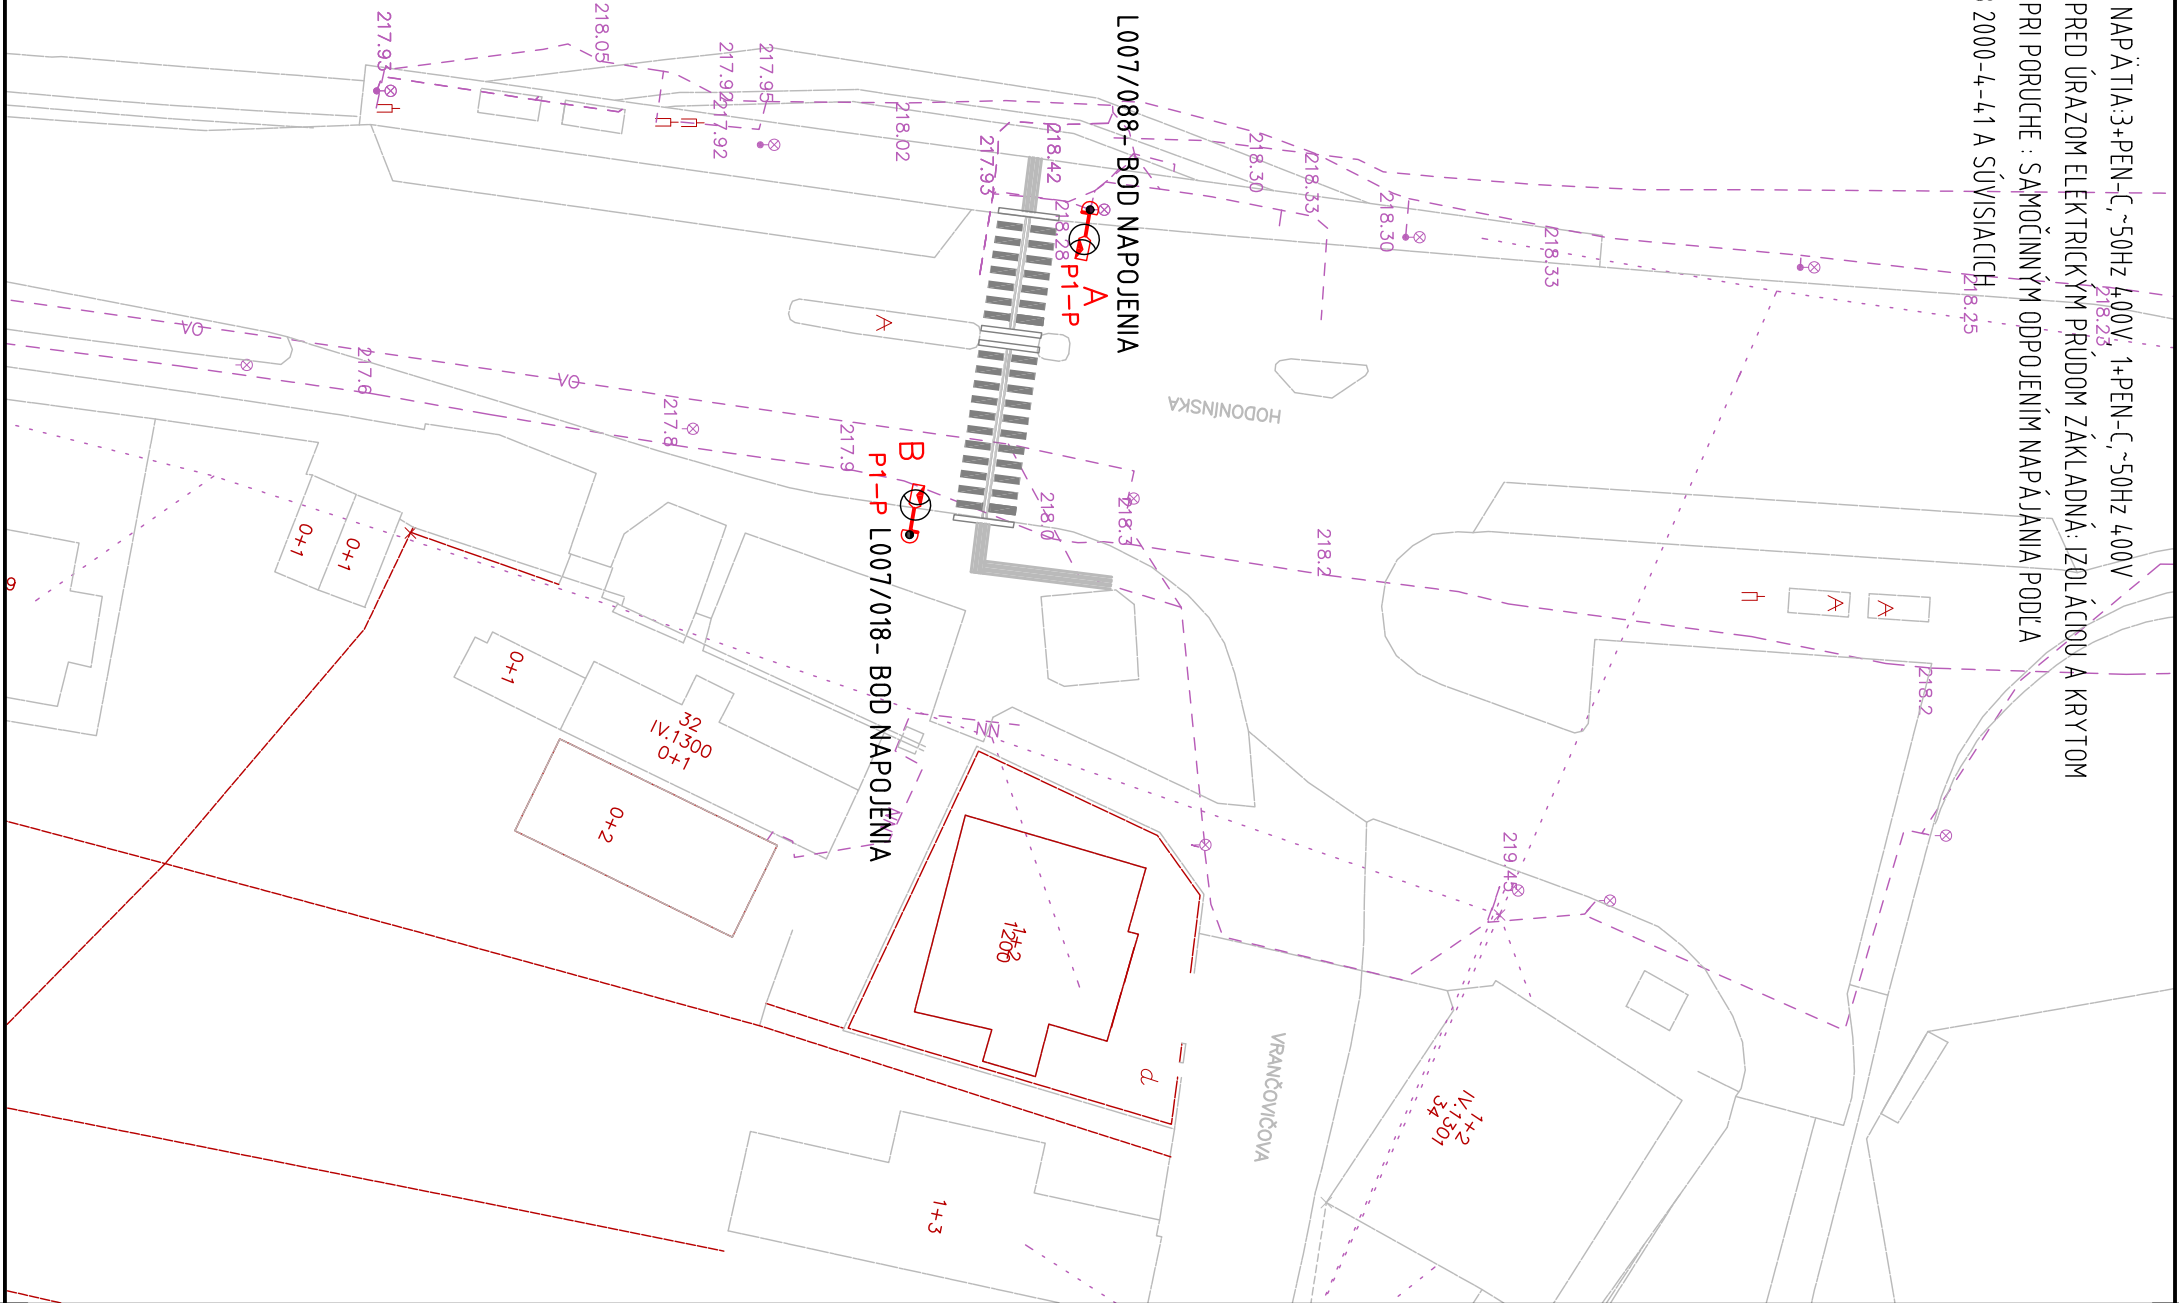 NAPÄTIA:3+PEN-C,~50Hz 400V, 1+PEN-C,~50Hz 400V
PRED ÚRAZOM ELEKTRICKÝM PRÚDOM ZÁKLADNÁ: IZOLÁCIOU A KRYTOM
PRI PORUCHE : SAMOČINNÝM ODPOJENÍM NAPÁJANIA PODĽA
2000-4-41 A SÚVISIACICH
218.23
218.25
218.33
218.30
218.33
218.30
L007/088- BOD NAPOJENIA
A
P1-P
218.28
218.42
217.93
218.02
217.95
217.92
217.92
218.05
217.93
HODONÍNSKA
A
VO
VO
217.6
217.8
217.9
B
P1-P
L007/018- BOD NAPOJENIA
218.0
218.3
218.2
218.2
A
A
219.45
NN
NN
0+1
0+1
0+1
32
IV.1300
0+1
0+2
9
1+2
1200
d
VRANČOVIČOVA
1+2
IV.1301
34
1+3